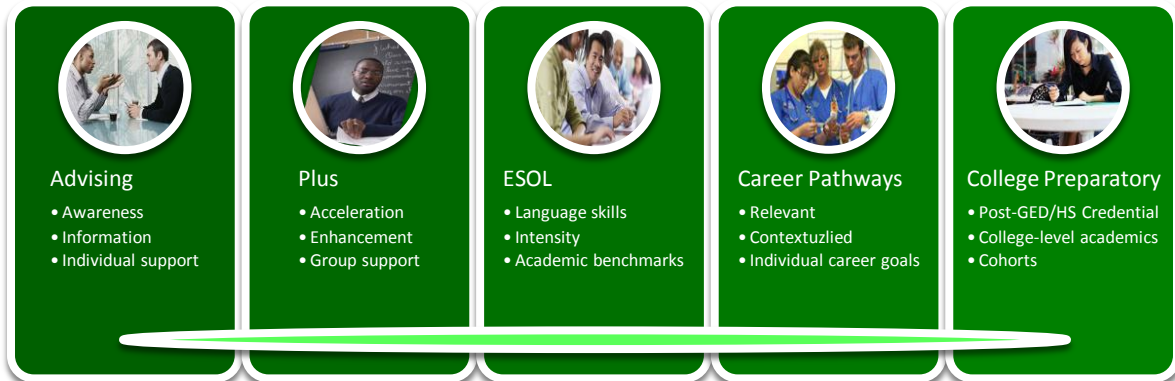 Advising
• Awareness
• Information
• Individual support
Plus
• Acceleration
• Enhancement
• Group support
ESOL
• Language skills
• Intensity
• Academic benchmarks
Career Pathways
• Relevant
• Contextuzlied
• Individual career goals
College Preparatory
• Post-GED/HS Credential
• College-level academics
• Cohorts